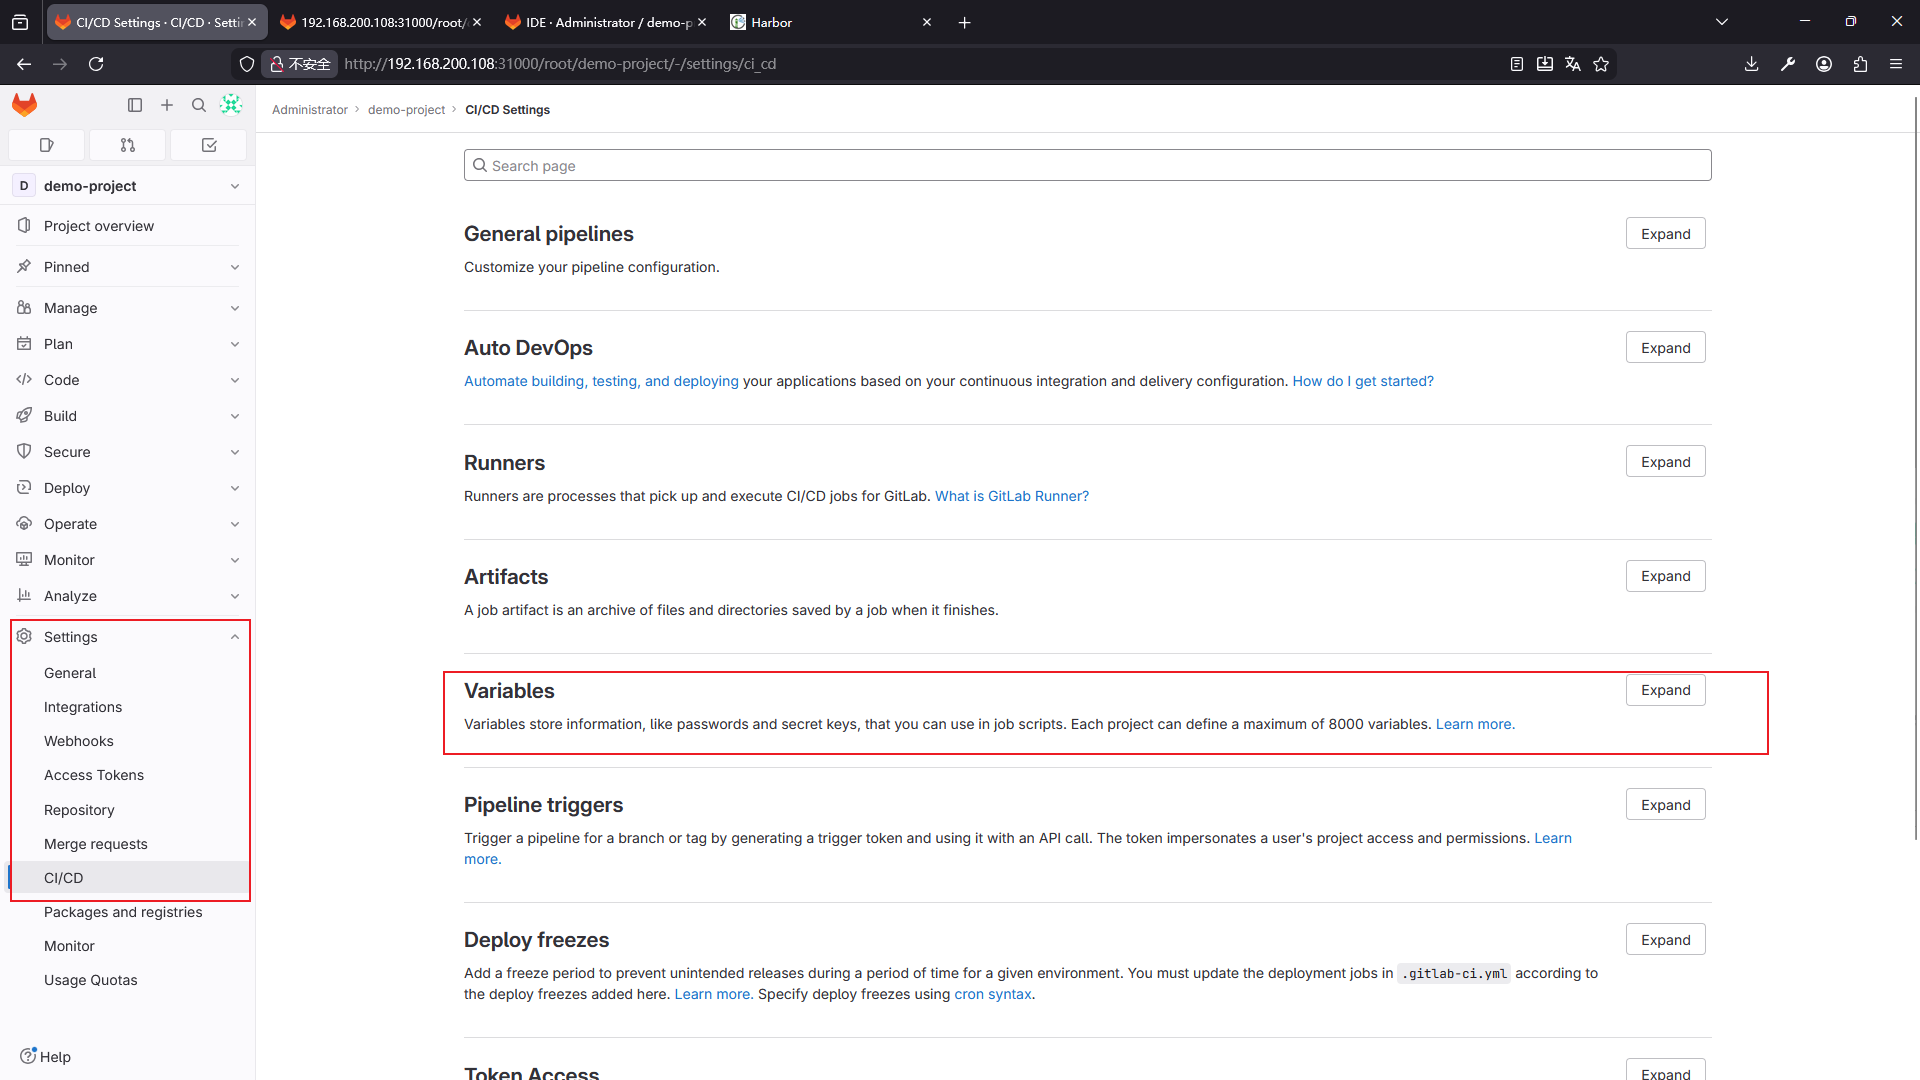 CI/CD Settings · CI/CD · Setti
192.168.200.108:31000/root/
IDE · Administrator / demo-p
Harbor
不安全
http://192.168.200.108:31000/root/demo-project/-/settings/ci_cd
Administrator › demo-project › CI/CD Settings
D demo-project
Project overview
Pinned
Manage
Plan
Code
Build
Secure
Deploy
Operate
Monitor
Analyze
Settings
General
Integrations
Webhooks
Access Tokens
Repository
Merge requests
CI/CD
Packages and registries
Monitor
Usage Quotas
Help
Search page
General pipelines
Expand
Customize your pipeline configuration.
Auto DevOps
Expand
Automate building, testing, and deploying your applications based on your continuous integration and delivery configuration. How do I get started?
Runners
Expand
Runners are processes that pick up and execute CI/CD jobs for GitLab. What is GitLab Runner?
Artifacts
Expand
A job artifact is an archive of files and directories saved by a job when it finishes.
Variables
Expand
Variables store information, like passwords and secret keys, that you can use in job scripts. Each project can define a maximum of 8000 variables. Learn more.
Pipeline triggers
Expand
Trigger a pipeline for a branch or tag by generating a trigger token and using it with an API call. The token impersonates a user's project access and permissions. Learn
more.
Deploy freezes
Expand
Add a freeze period to prevent unintended releases during a period of time for a given environment. You must update the deployment jobs in .gitlab-ci.yml according to
the deploy freezes added here. Learn more. Specify deploy freezes using cron syntax.
Token Access
Expand